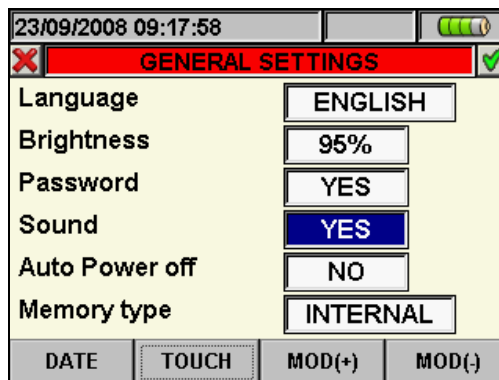 23/09/2008 09:17:58
GENERAL SETTINGS
Language ENGLISH
Brightness 95%
Password YES
Sound YES
Auto Power off NO
Memory type INTERNAL
DATE TOUCH MOD(+) MOD(-)